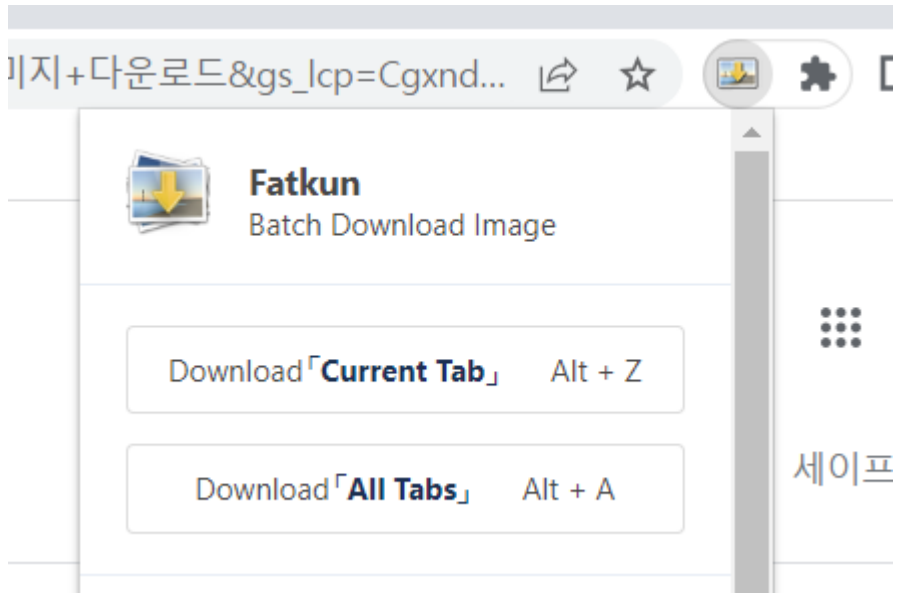 이미지+다운로드&gs_lcp=Cgxnd...
Fatkun
Batch Download Image
Download「Current Tab」 Alt + Z
Download「All Tabs」 Alt + A
세이프